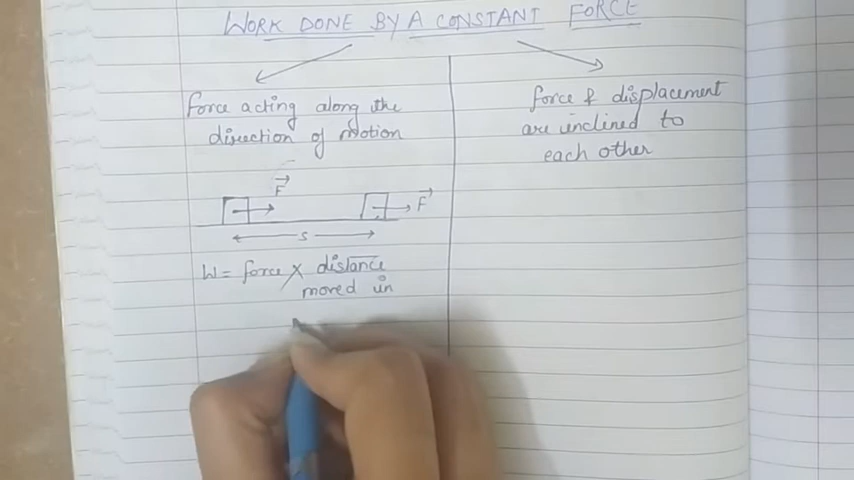 WORK DONE BY A CONSTANT FORCE
force acting along the
direction of motion
F F
S
W = force × distance
moved in
force & displacement
are inclined to
each other